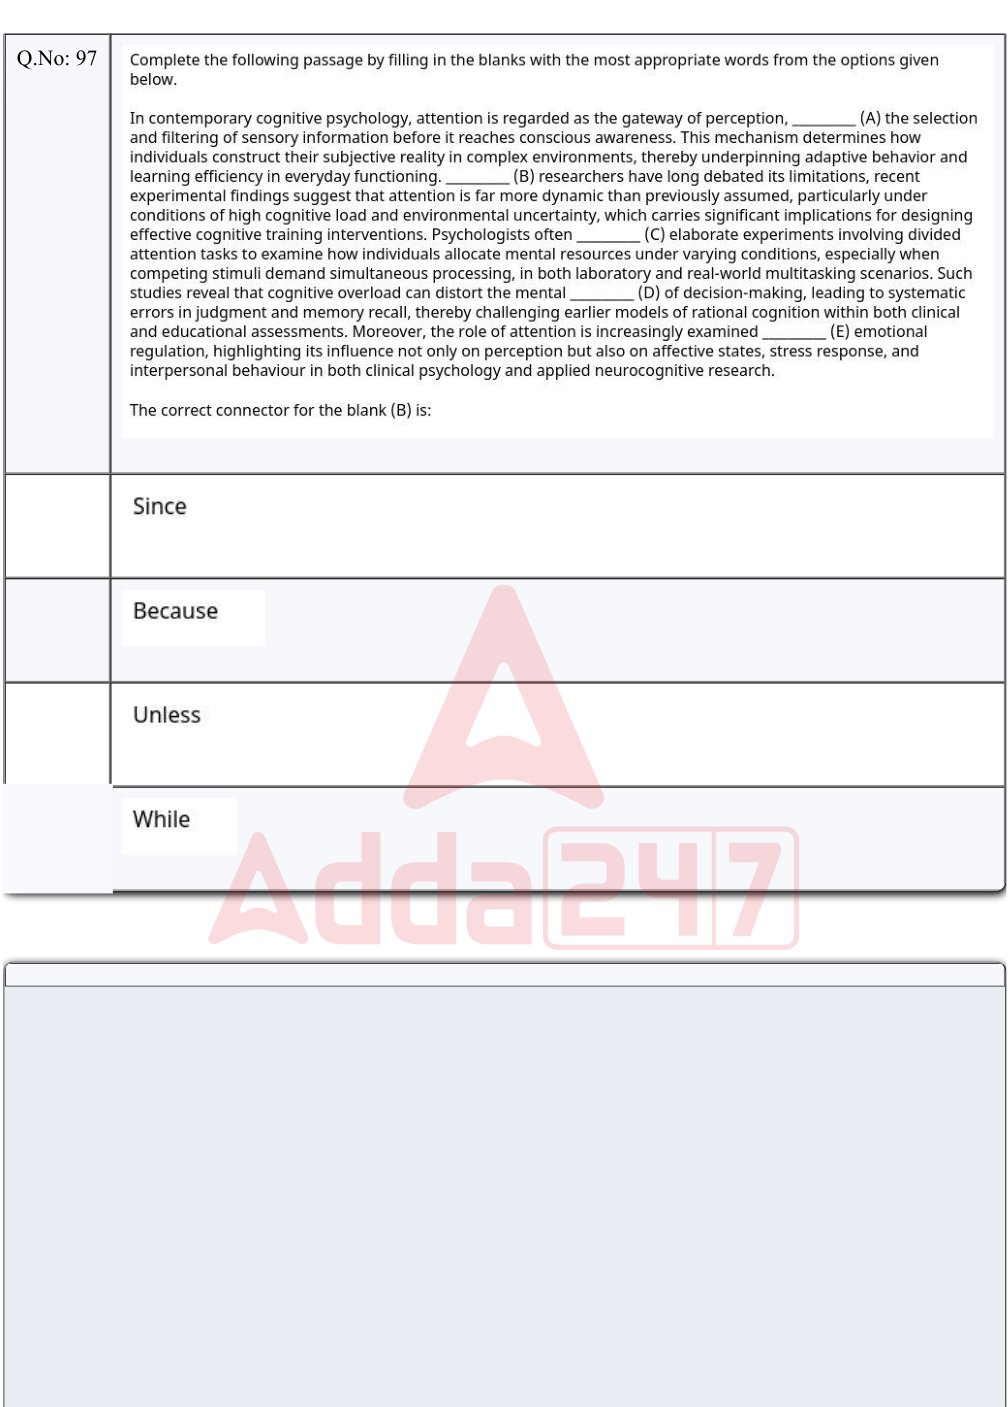 Q.No: 97
Complete the following passage by filling in the blanks with the most appropriate words from the options given
below.
In contemporary cognitive psychology, attention is regarded as the gateway of perception, ________ (A) the selection
and filtering of sensory information before it reaches conscious awareness. This mechanism determines how
individuals construct their subjective reality in complex environments, thereby underpinning adaptive behavior and
learning efficiency in everyday functioning. ________ (B) researchers have long debated its limitations, recent
experimental findings suggest that attention is far more dynamic than previously assumed, particularly under
conditions of high cognitive load and environmental uncertainty, which carries significant implications for designing
effective cognitive training interventions. Psychologists often ________ (C) elaborate experiments involving divided
attention tasks to examine how individuals allocate mental resources under varying conditions, especially when
competing stimuli demand simultaneous processing, in both laboratory and real-world multitasking scenarios. Such
studies reveal that cognitive overload can distort the mental ________ (D) of decision-making, leading to systematic
errors in judgment and memory recall, thereby challenging earlier models of rational cognition within both clinical
and educational assessments. Moreover, the role of attention is increasingly examined ________ (E) emotional
regulation, highlighting its influence not only on perception but also on affective states, stress response, and
interpersonal behaviour in both clinical psychology and applied neurocognitive research.
The correct connector for the blank (B) is:
Since
Because
Unless
While
Adda247